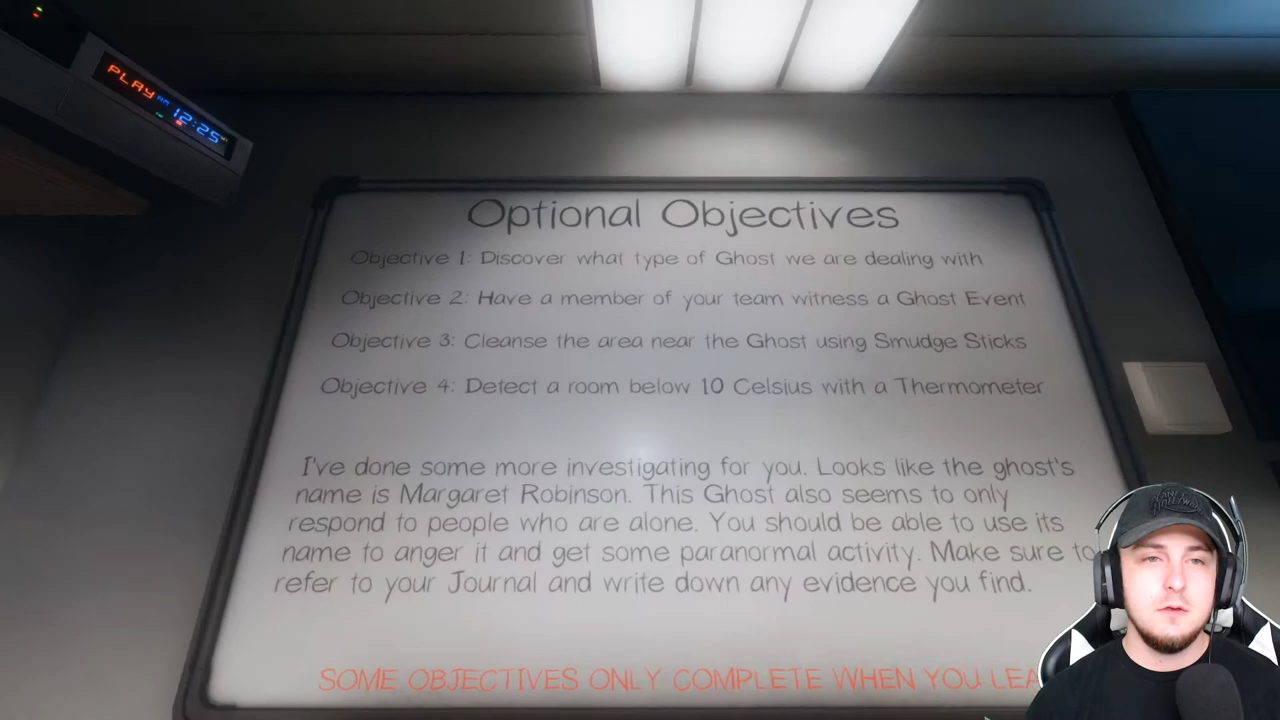 PLAY AM 12:25
Optional Objectives
Objective 1: Discover what type of Ghost we are dealing with
Objective 2: Have a member of your team witness a Ghost Event
Objective 3: Cleanse the area near the Ghost using Smudge Sticks
Objective 4: Detect a room below 10 Celsius with a Thermometer
I've done some more investigating for you. Looks like the ghost's
name is Margaret Robinson. This Ghost also seems to only
respond to people who are alone. You should be able to use its
name to anger it and get some paranormal activity. Make sure to
refer to your Journal and write down any evidence you find.
SOME OBJECTIVES ONLY COMPLETE WHEN YOU LEA